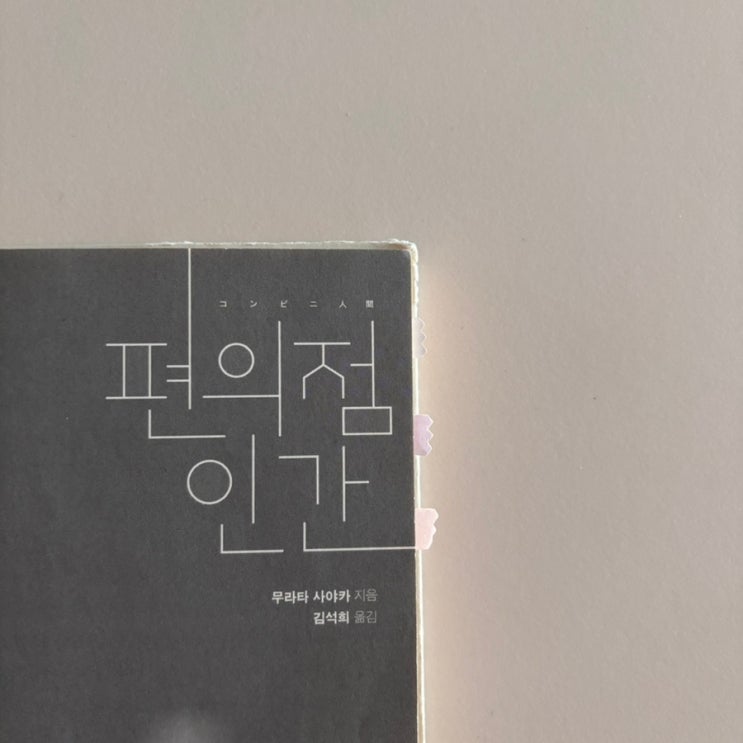 コンビニ人間
편의점
인간
무라타 사야카 지음
김석희 옮김